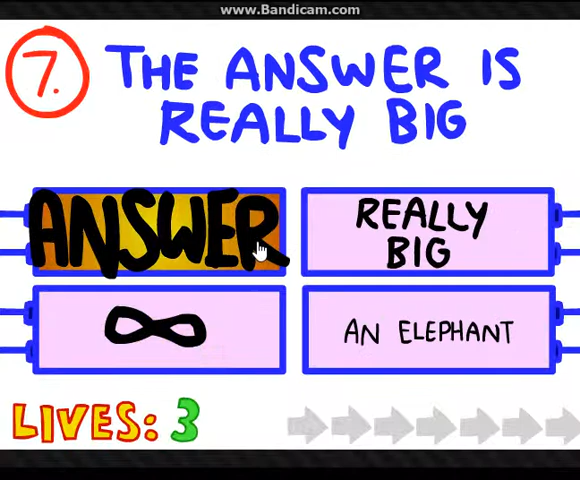 www.Bandicam.com
7. THE ANSWER IS
REALLY BIG
ANSWER
REALLY
BIG
∞
AN ELEPHANT
LIVES: 3